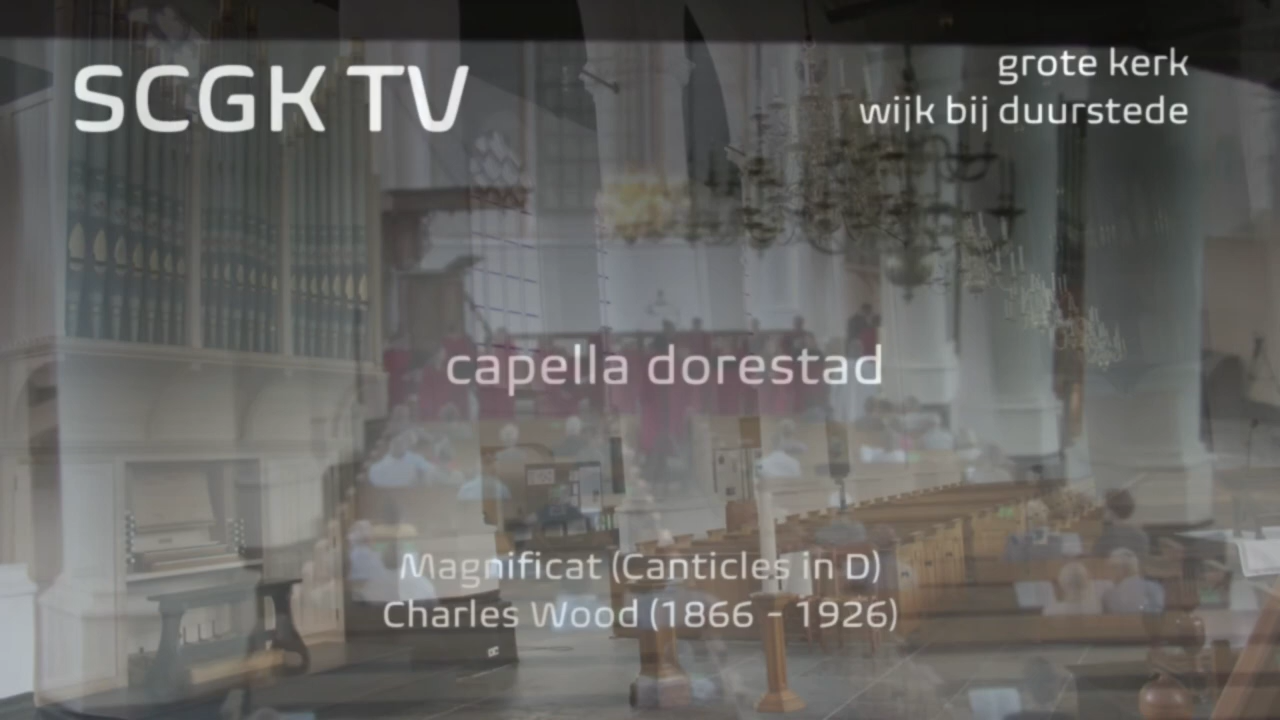 SCGK TV
grote kerk
wijk bij duurstede
capella dorestad
Magnificat (Canticles in D)
Charles Wood (1866 - 1926)